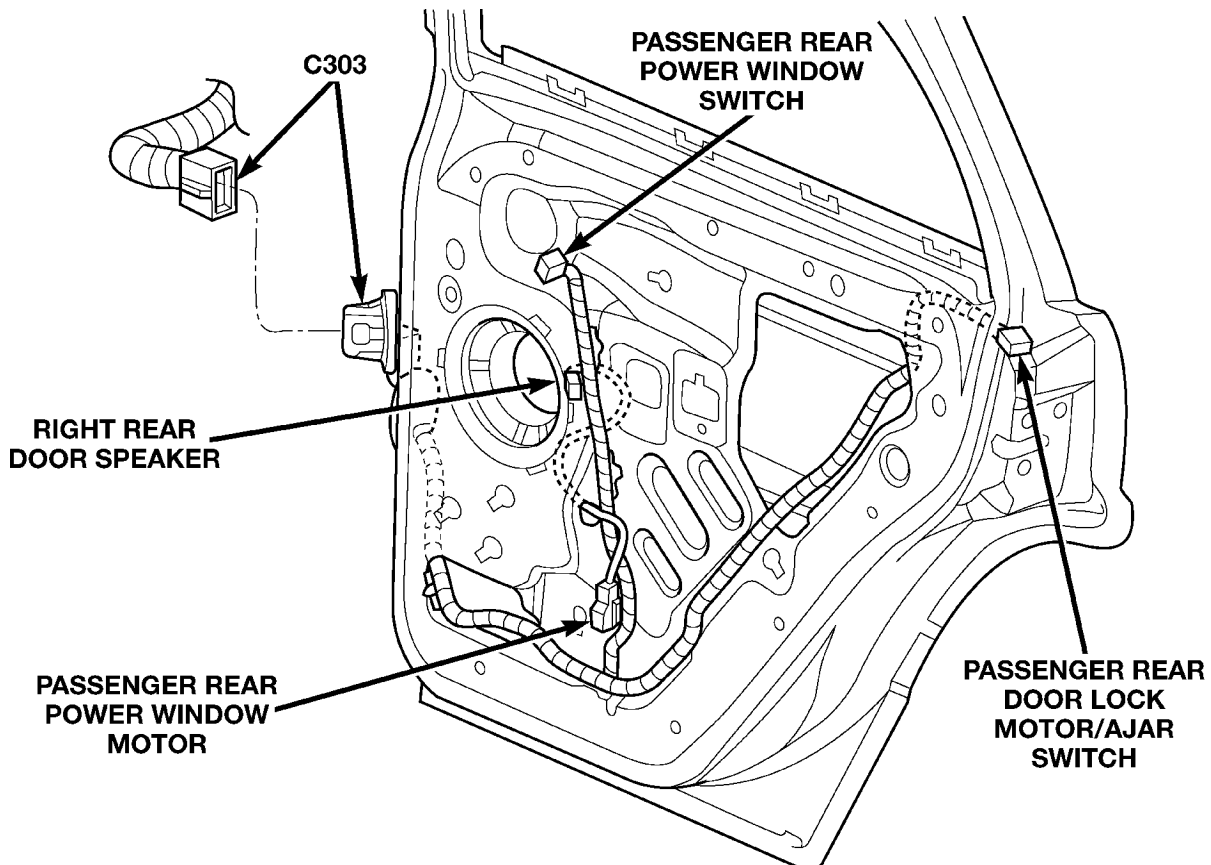 C303
PASSENGER REAR
POWER WINDOW
SWITCH
RIGHT REAR
DOOR SPEAKER
PASSENGER REAR
POWER WINDOW
MOTOR
PASSENGER REAR
DOOR LOCK
MOTOR/AJAR
SWITCH